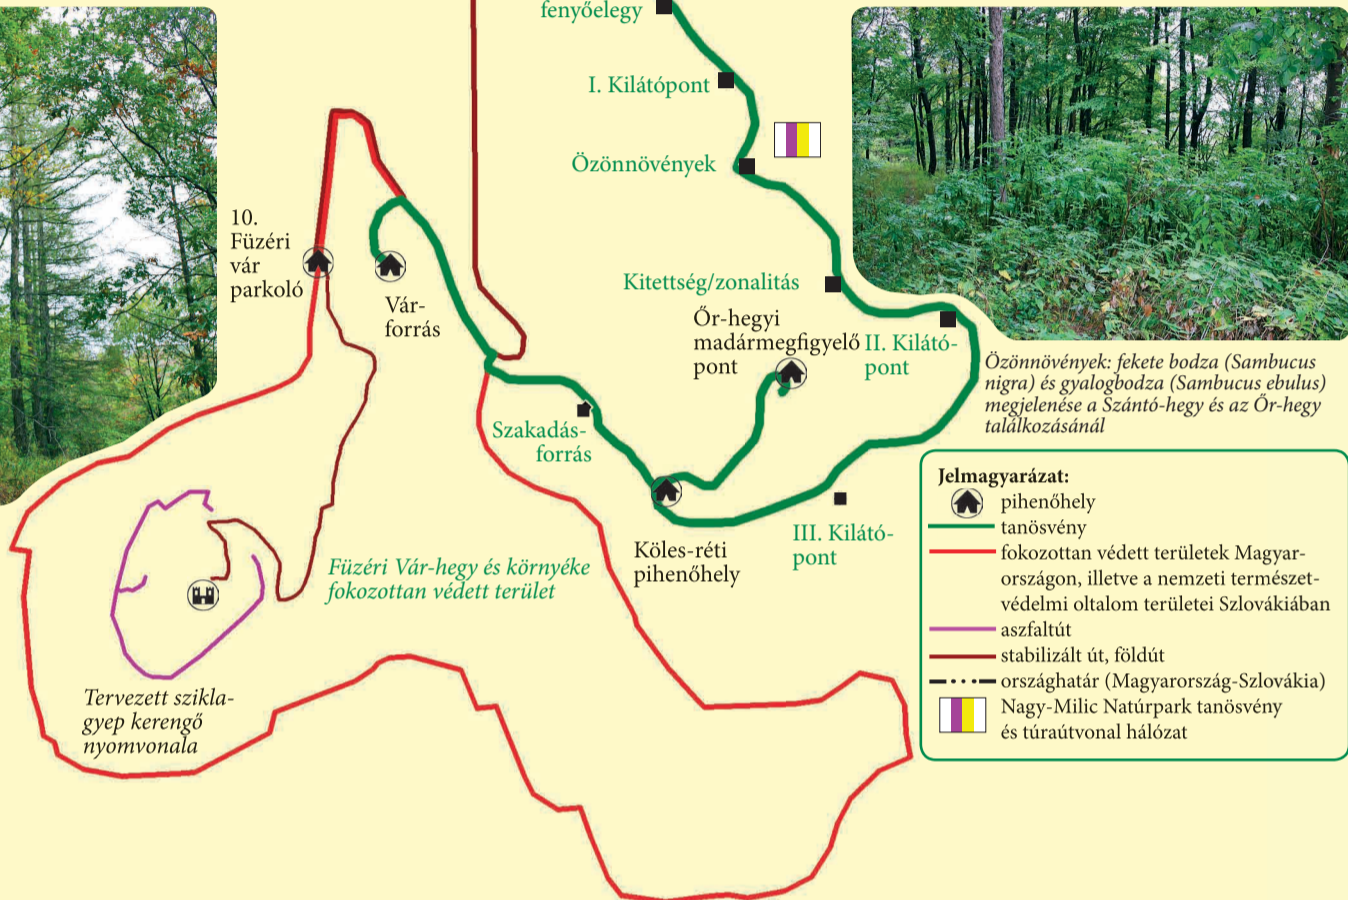 fenyőelegy
I. Kilátópont
Özönnövények
10.
Füzéri
vár
parkoló
Vár-
forrás
Kitettség/zonalitás
Őr-hegyi
madármegfigyelő
pont
II. Kilátó-
pont
Özönnövények: fekete bodza (Sambucus
nigra) és gyalogbodza (Sambucus ebulus)
megjelenése a Szántó-hegy és az Őr-hegy
találkozásánál
Szakadás-
forrás
Köles-réti
pihenőhely
III. Kilátó-
pont
Füzéri Vár-hegy és környéke
fokozottan védett terület
Tervezett szikla-
gyep kerengő
nyomvonala
Jelmagyarázat:
pihenőhely
tanösvény
fokozottan védett területek Magyar-
országon, illetve a nemzeti természet-
védelmi oltalom területei Szlovákiában
aszfaltút
stabilizált út, földút
országhatár (Magyarország-Szlovákia)
Nagy-Milic Natúrpark tanösvény
és túraútvonal hálózat